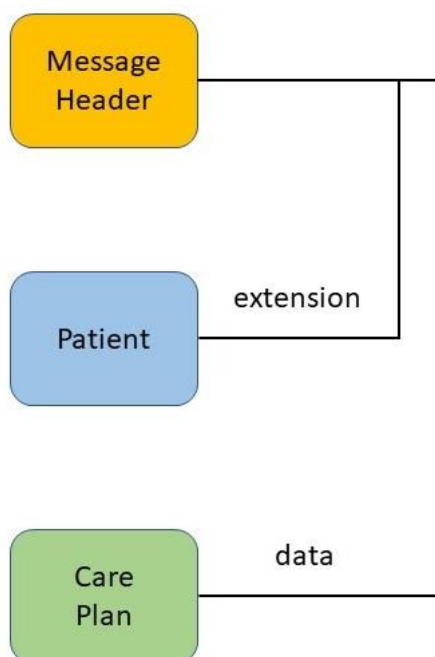 Message
Header
extension
Patient
data
Care
Plan